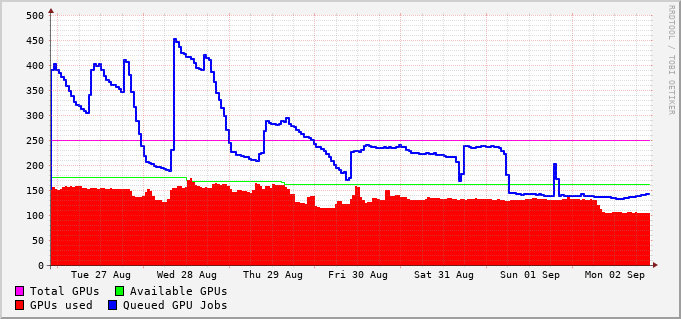 500
450
400
350
300
250
200
150
100
50
0
Tue 27 Aug Wed 28 Aug Thu 29 Aug Fri 30 Aug Sat 31 Aug Sun 01 Sep Mon 02 Sep
Total GPUs Available GPUs
GPUs used Queued GPU Jobs
RRDTOOL / TOBI OETIKER